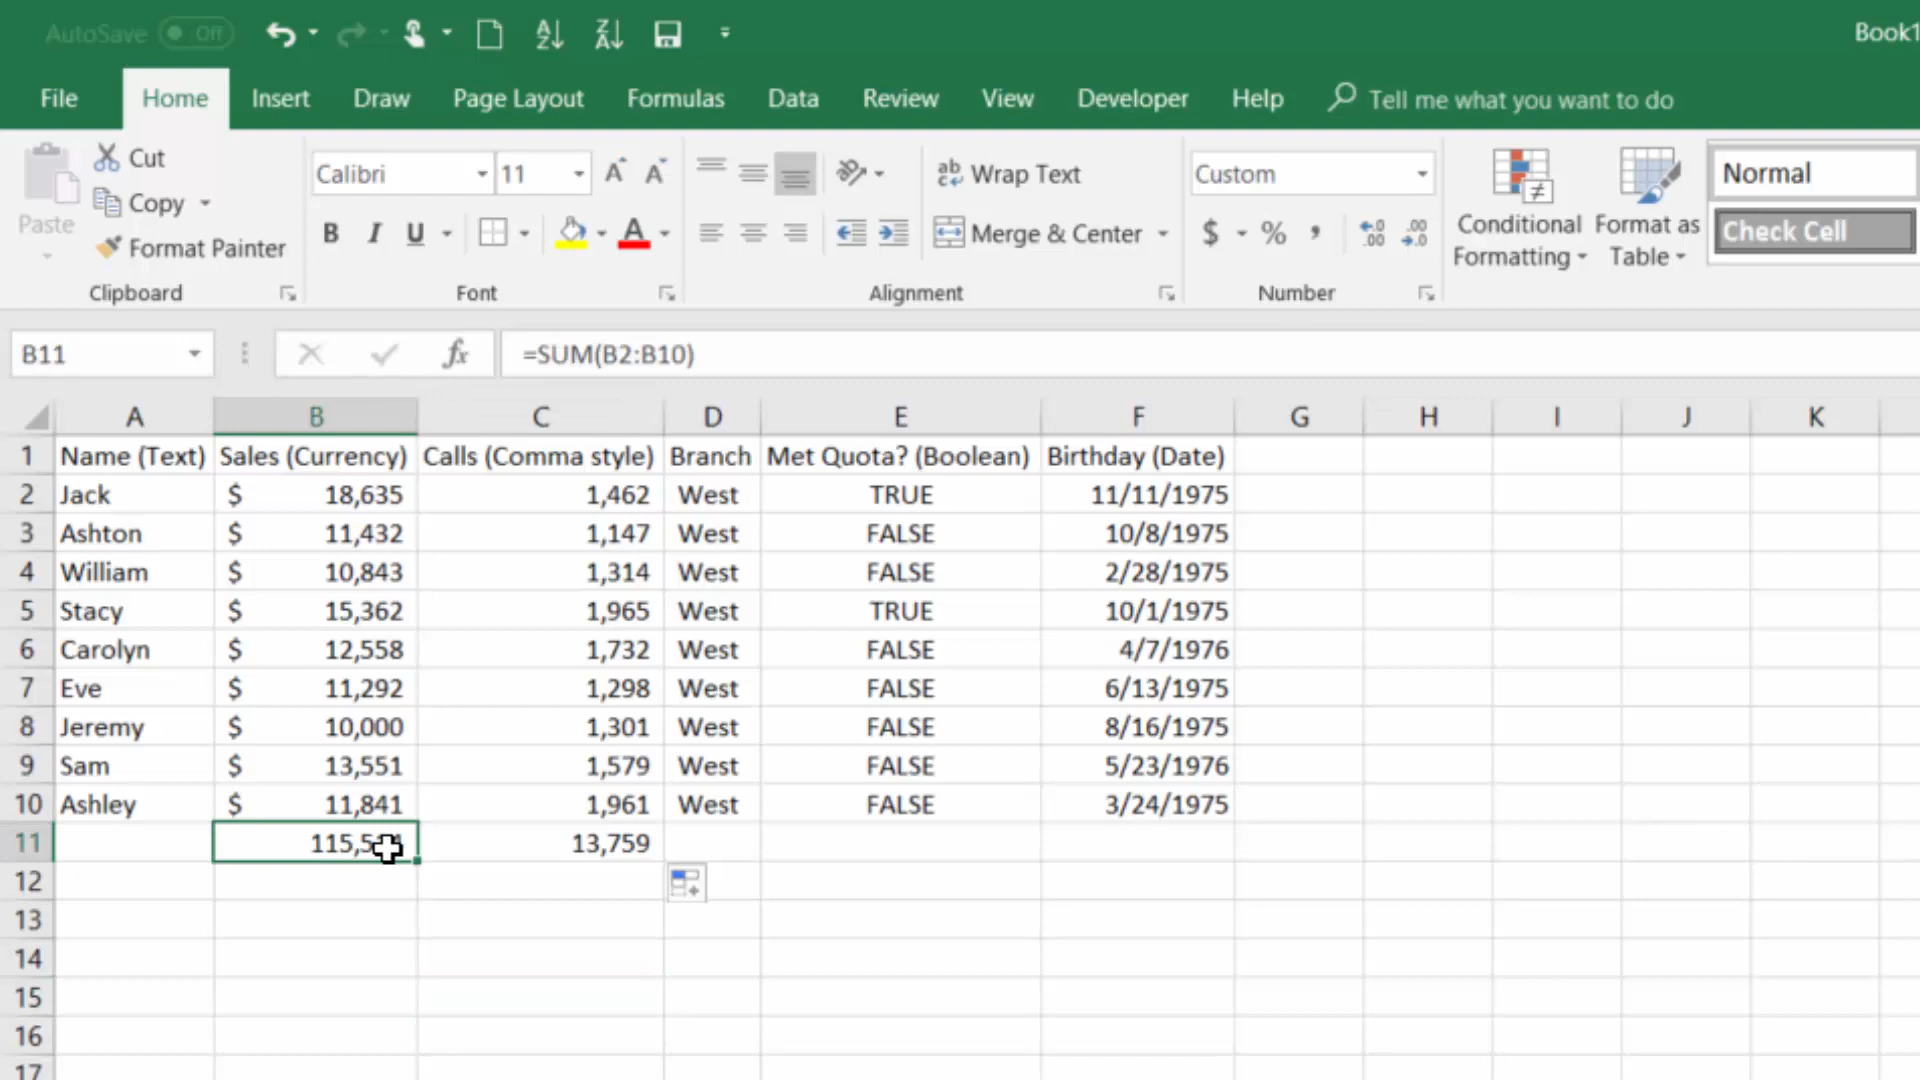 AutoSave Off Book1
File Home Insert Draw Page Layout Formulas Data Review View Developer Help Tell me what you want to do
Paste Cut Copy Format Painter
Clipboard
Calibri 11
B I U
Font
Wrap Text
Merge & Center
Alignment
Custom
$ % ,
Number
Conditional Formatting
Format as Table
Normal
Check Cell
B11 fx =SUM(B2:B10)
A B C D E F G H I J K
1 Name (Text) Sales (Currency) Calls (Comma style) Branch Met Quota? (Boolean) Birthday (Date)
2 Jack $ 18,635 1,462 West TRUE 11/11/1975
3 Ashton $ 11,432 1,147 West FALSE 10/8/1975
4 William $ 10,843 1,314 West FALSE 2/28/1975
5 Stacy $ 15,362 1,965 West TRUE 10/1/1975
6 Carolyn $ 12,558 1,732 West FALSE 4/7/1976
7 Eve $ 11,292 1,298 West FALSE 6/13/1975
8 Jeremy $ 10,000 1,301 West FALSE 8/16/1975
9 Sam $ 13,551 1,579 West FALSE 5/23/1976
10 Ashley $ 11,841 1,961 West FALSE 3/24/1975
11 13,759
12
13
14
15
16
17